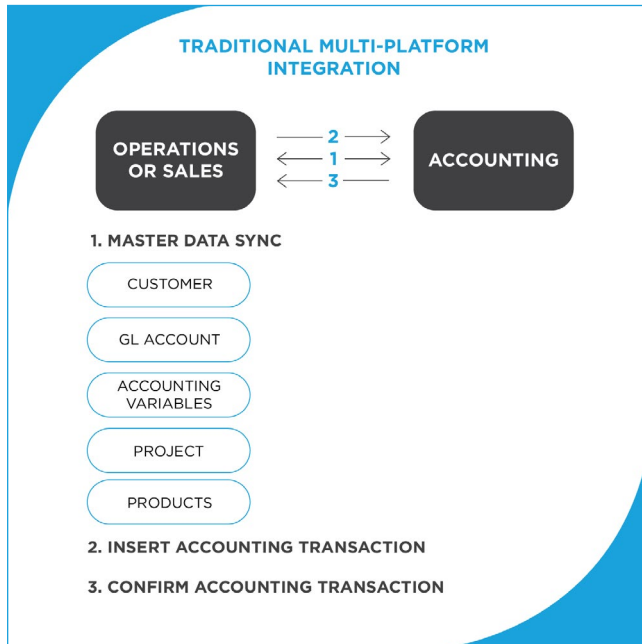 TRADITIONAL MULTI-PLATFORM
INTEGRATION
OPERATIONS
OR SALES
2
1
3
ACCOUNTING
1. MASTER DATA SYNC
CUSTOMER
GL ACCOUNT
ACCOUNTING
VARIABLES
PROJECT
PRODUCTS
2. INSERT ACCOUNTING TRANSACTION
3. CONFIRM ACCOUNTING TRANSACTION